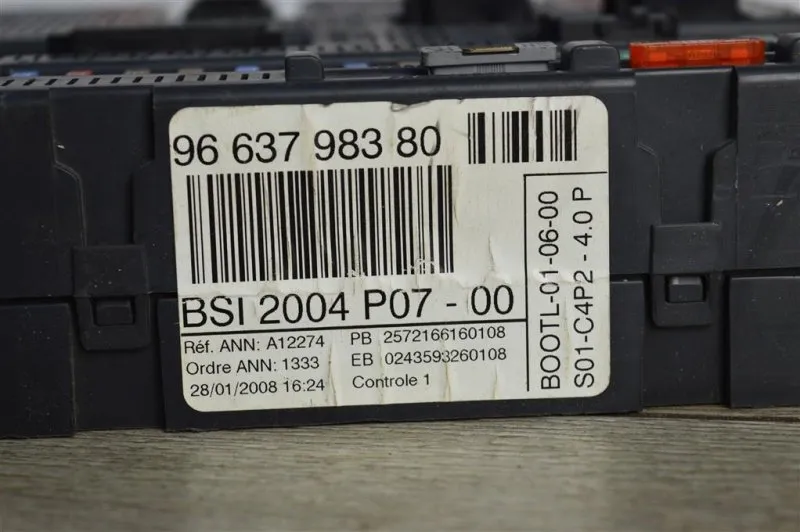 96 637 983 80
BSI 2004 P07 - 00
Réf. ANN: A12274
Ordre ANN: 1333
28/01/2008 16:24
PB 2572166160108
EB 0243593260108
Controle 1
BOOTL-01-06-00
S01-C4P2 - 4.0 P